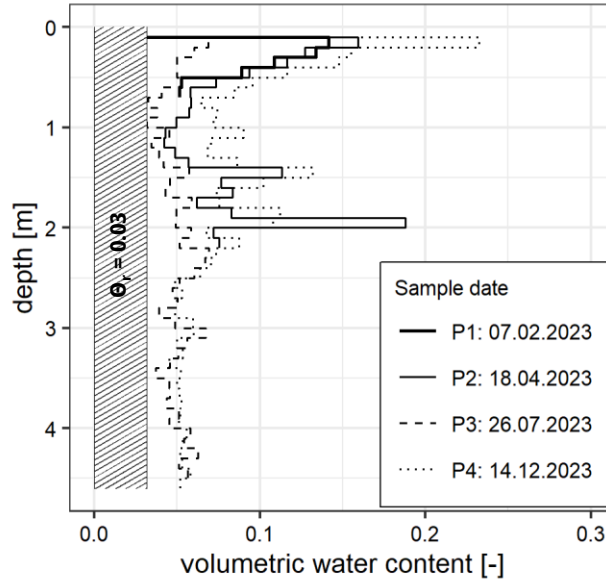 0
1
2
3
4
depth [m]
Θr = 0.03
Sample date
P1: 07.02.2023
P2: 18.04.2023
P3: 26.07.2023
P4: 14.12.2023
0.0 0.1 0.2 0.3
volumetric water content [-]